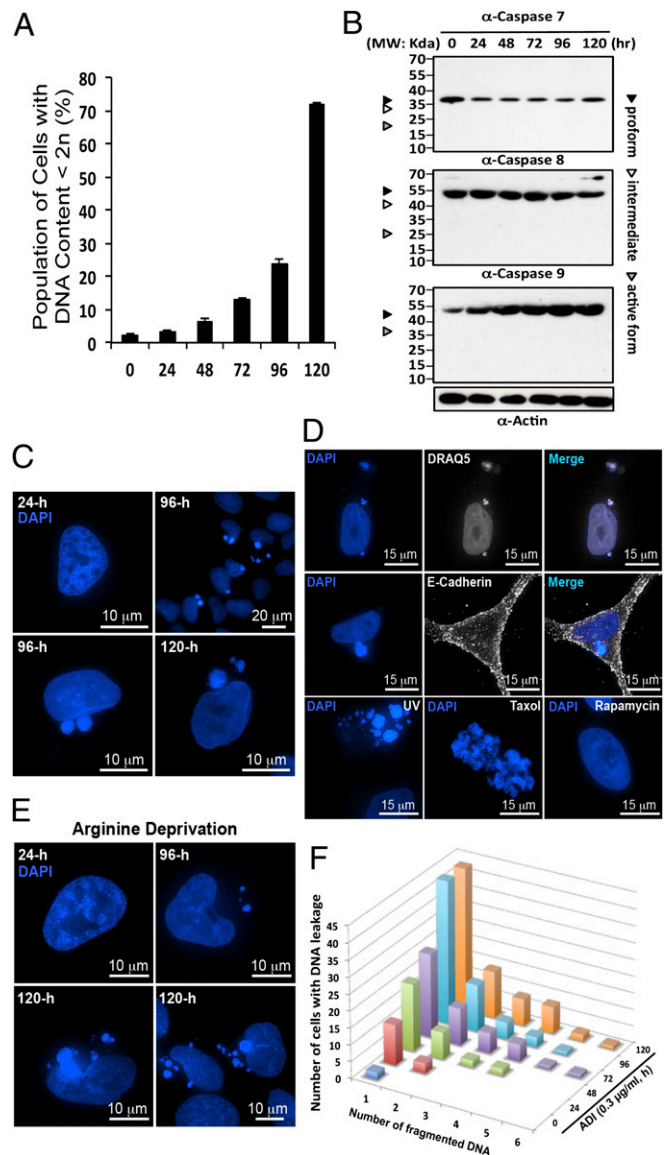 A
Population of Cells with
DNA Content < 2n (%)
80
70
60
50
40
30
20
10
0
0 24 48 72 96 120
B
α-Caspase 7
(MW: Kda) 0 24 48 72 96 120 (hr)
70
55
40
35
25
15
10
α-Caspase 8
70
55
40
35
25
15
10
α-Caspase 9
70
55
40
35
25
15
10
α-Actin
▼ proform
▽ intermediate
▽ active form
C
24-h
DAPI
10 μm
96-h
20 μm
96-h
10 μm
120-h
10 μm
D
DAPI
15 μm
DRAQ5
15 μm
Merge
15 μm
DAPI
15 μm
E-Cadherin
15 μm
Merge
15 μm
DAPI UV
15 μm
DAPI Taxol
15 μm
DAPI Rapamycin
15 μm
E
Arginine Deprivation
24-h
DAPI
10 μm
96-h
10 μm
120-h
10 μm
120-h
10 μm
F
Number of cells with DNA leakage
45
40
35
30
25
20
15
10
5
0
1 2 3 4 5 6
Number of fragmented DNA
0 24 48 72 96 120
ADI (0.3 μg/ml, h)